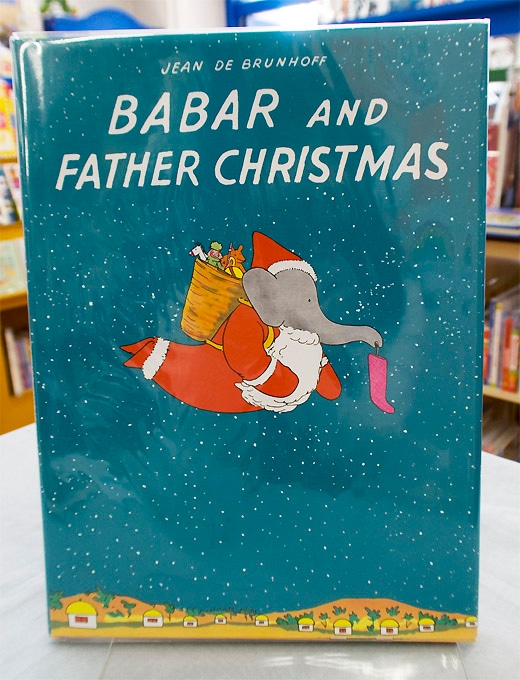 JEAN DE BRUNHOFF
BABAR AND
FATHER CHRISTMAS